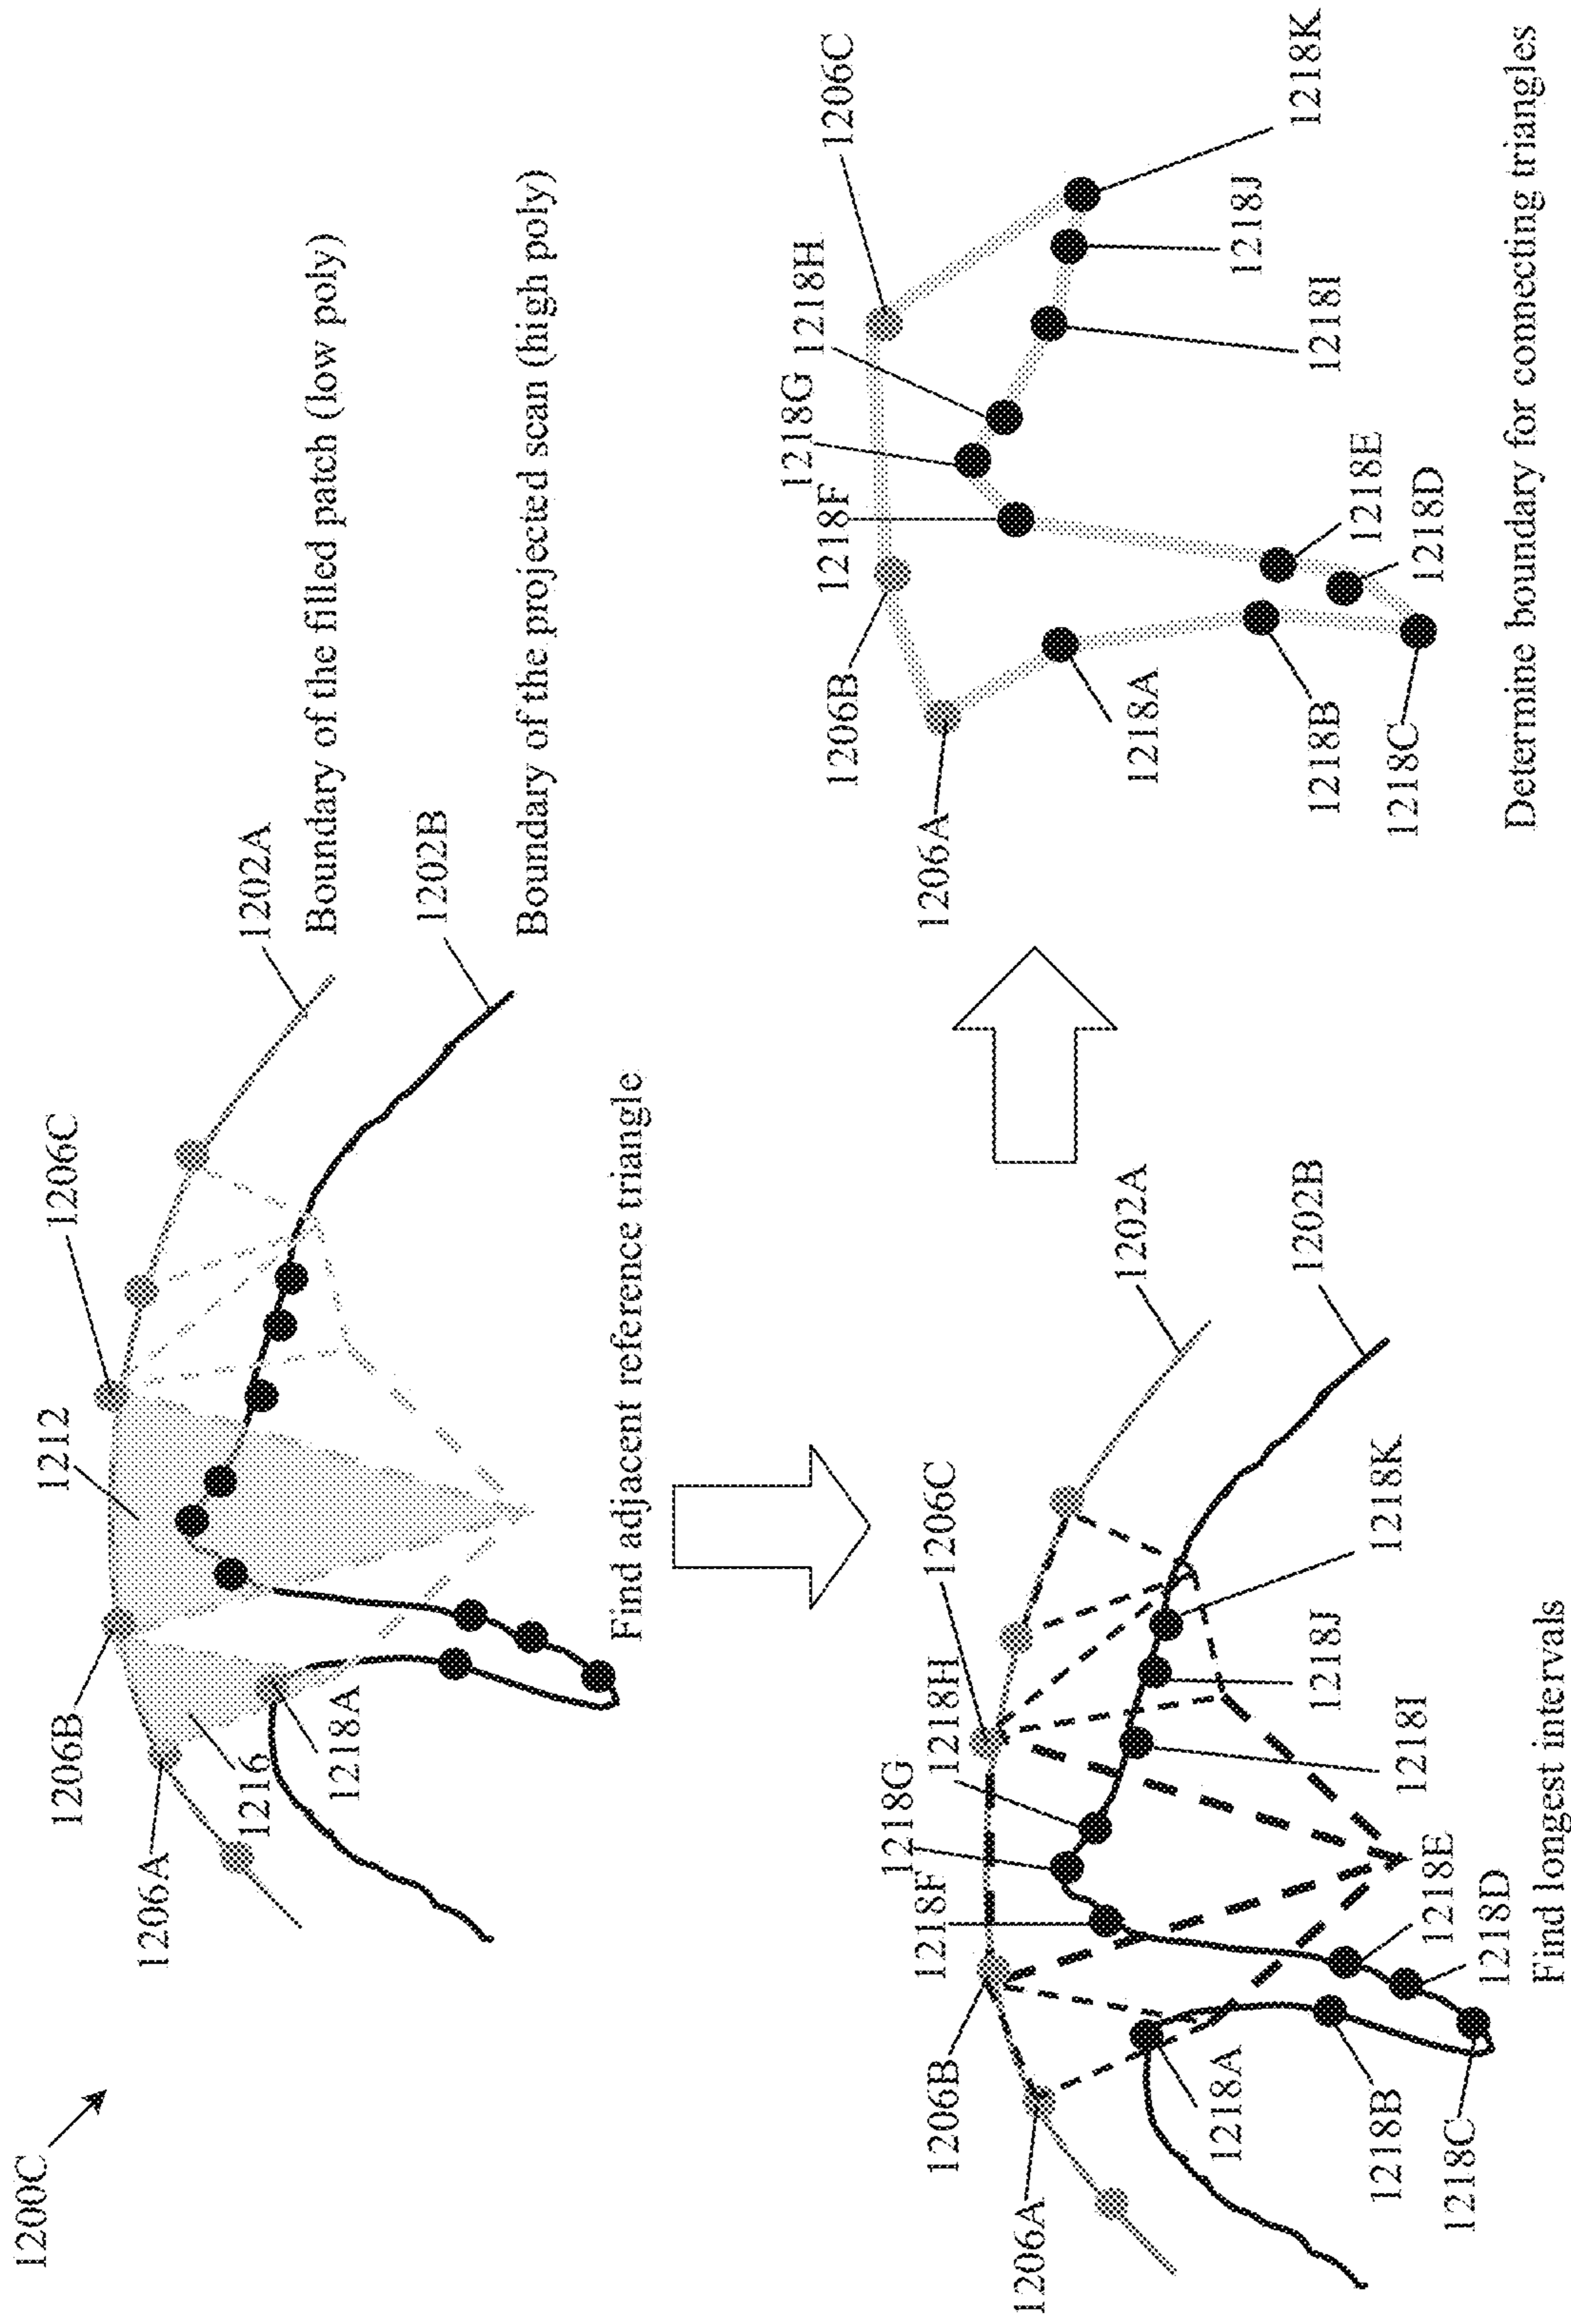 1200C
1206A
1206B
1212
1206C
1216
1218A
1202A
Boundary of the filled patch (low poly)
1202B
Boundary of the projected scan (high poly)
Find adjacent reference triangle
1206A
1206B
1218F
1218G
1218H
1206C
1202A
1202B
1218A
1218B
1218C
1218D
1218E
1218I
1218J
1218K
Find longest intervals
1206A
1206B
1218F
1218G
1218H
1206C
1218A
1218B
1218C
1218D
1218E
1218I
1218J
1218K
Determine boundary for connecting triangles